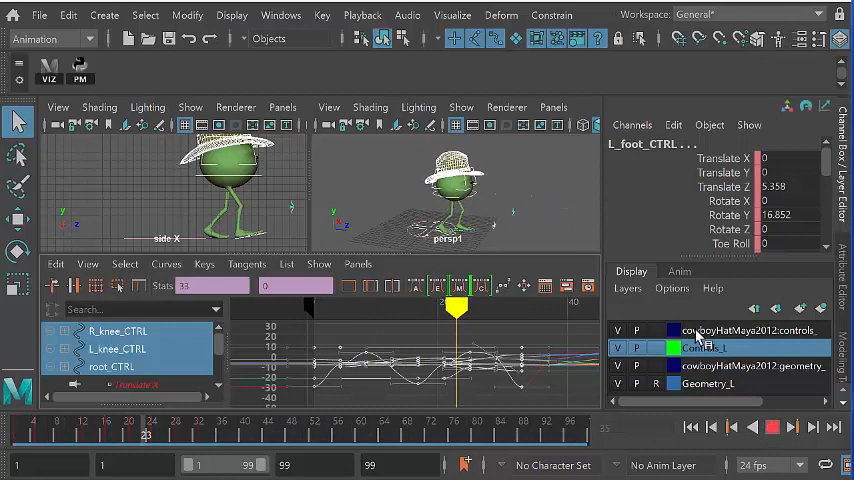 File Edit Create Select Modify Display Windows Key Playback Audio Visualize Deform Constrain Workspace: General*
Animation Objects
VIZ PM
View Shading Lighting Show Renderer Panels View Shading Lighting Show Renderer Panels
Channels Edit Object Show
L_foot_CTRL . . .
Translate X 0
Translate Y 0
Translate Z 5.358
Rotate X 0
Rotate Y 16.852
Rotate Z 0
Toe Roll 0
side X persp1
y z y z
Edit View Select Curves Keys Tangents List Show Panels
Stats 33 0
Search...
R_knee_CTRL
L_knee_CTRL
root_CTRL
Translate X
30
20
10
0
-10
-20
-30
20 40
Display Anim
Layers Options Help
V P cowboyHatMaya2012:controls_
V P Controls_L
V P cowboyHatMaya2012:geometry_
V P R Geometry_L
Channel Box / Layer Editor
Attribute Editor
Modeling T
4 8 12 16 20 23 28 32 36 40 44 48 52 56 60 64 68 72 76 80 84 88 92 96 35
1 1 1 99 99 99 No Character Set No Anim Layer 24 fps